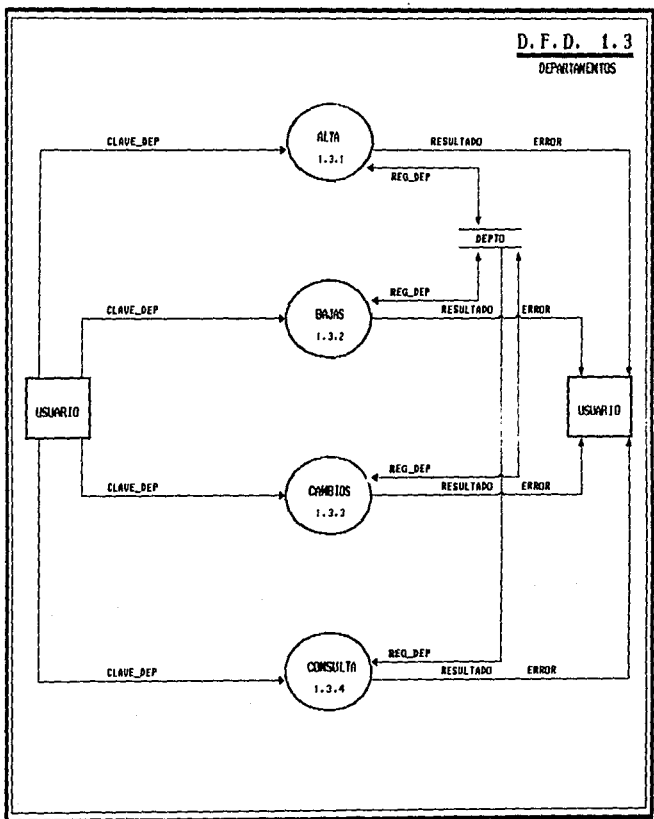 D.F.D. 1.3
DEPARTAMENTOS
CLAVE_DEP
ALTA
1.3.1
RESULTADO ERROR
REG_DEP
DEPTO
REG_DEP
CLAVE_DEP
BAJAS
1.3.2
RESULTADO ERROR
USUARIO
USUARIO
REG_DEP
CLAVE_DEP
CAMBIOS
1.3.3
RESULTADO ERROR
REG_DEP
CLAVE_DEP
CONSULTA
1.3.4
RESULTADO ERROR